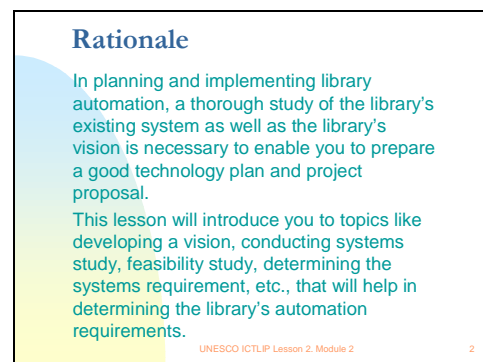 Rationale
In planning and implementing library
automation, a thorough study of the library's
existing system as well as the library's
vision is necessary to enable you to prepare
a good technology plan and project
proposal.
This lesson will introduce you to topics like
developing a vision, conducting systems
study, feasibility study, determining the
systems requirement, etc., that will help in
determining the library's automation
requirements.
UNESCO ICTLIP Lesson 2. Module 2 2